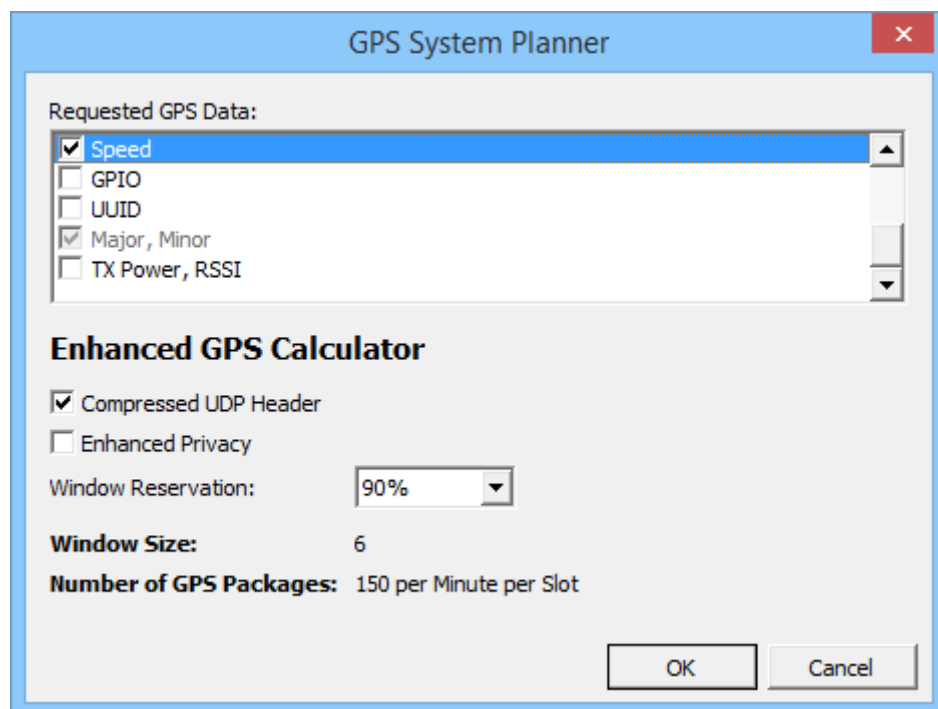 GPS System Planner
Requested GPS Data:
Speed
GPIO
UUID
Major, Minor
TX Power, RSSI
Enhanced GPS Calculator
Compressed UDP Header
Enhanced Privacy
Window Reservation: 90%
Window Size: 6
Number of GPS Packages: 150 per Minute per Slot
OK Cancel